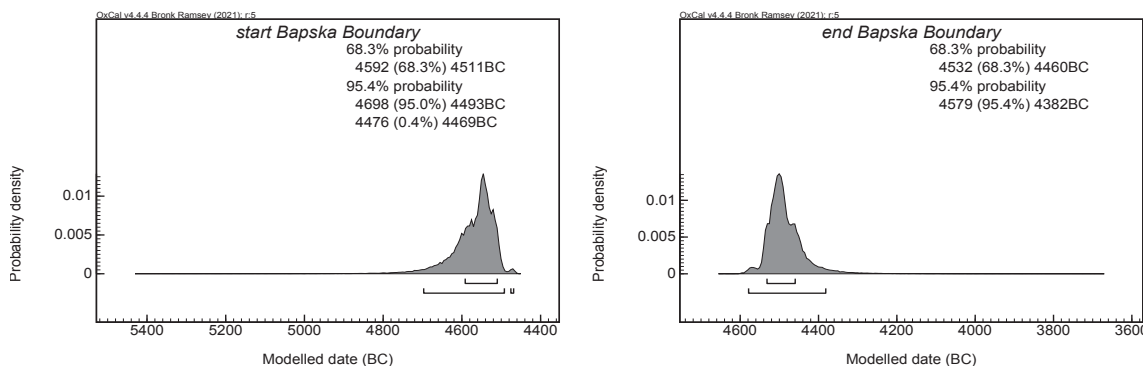 OxCal v4.4.4 Bronk Ramsey (2021); r:5
start Bapska Boundary
68.3% probability
4592 (68.3%) 4511BC
95.4% probability
4698 (95.0%) 4493BC
4476 (0.4%) 4469BC
Probability density
0.01
0.005
0
5400 5200 5000 4800 4600 4400
Modelled date (BC)
OxCal v4.4.4 Bronk Ramsey (2021); r:5
end Bapska Boundary
68.3% probability
4532 (68.3%) 4460BC
95.4% probability
4579 (95.4%) 4382BC
Probability density
0.01
0.005
0
4600 4400 4200 4000 3800 3600
Modelled date (BC)